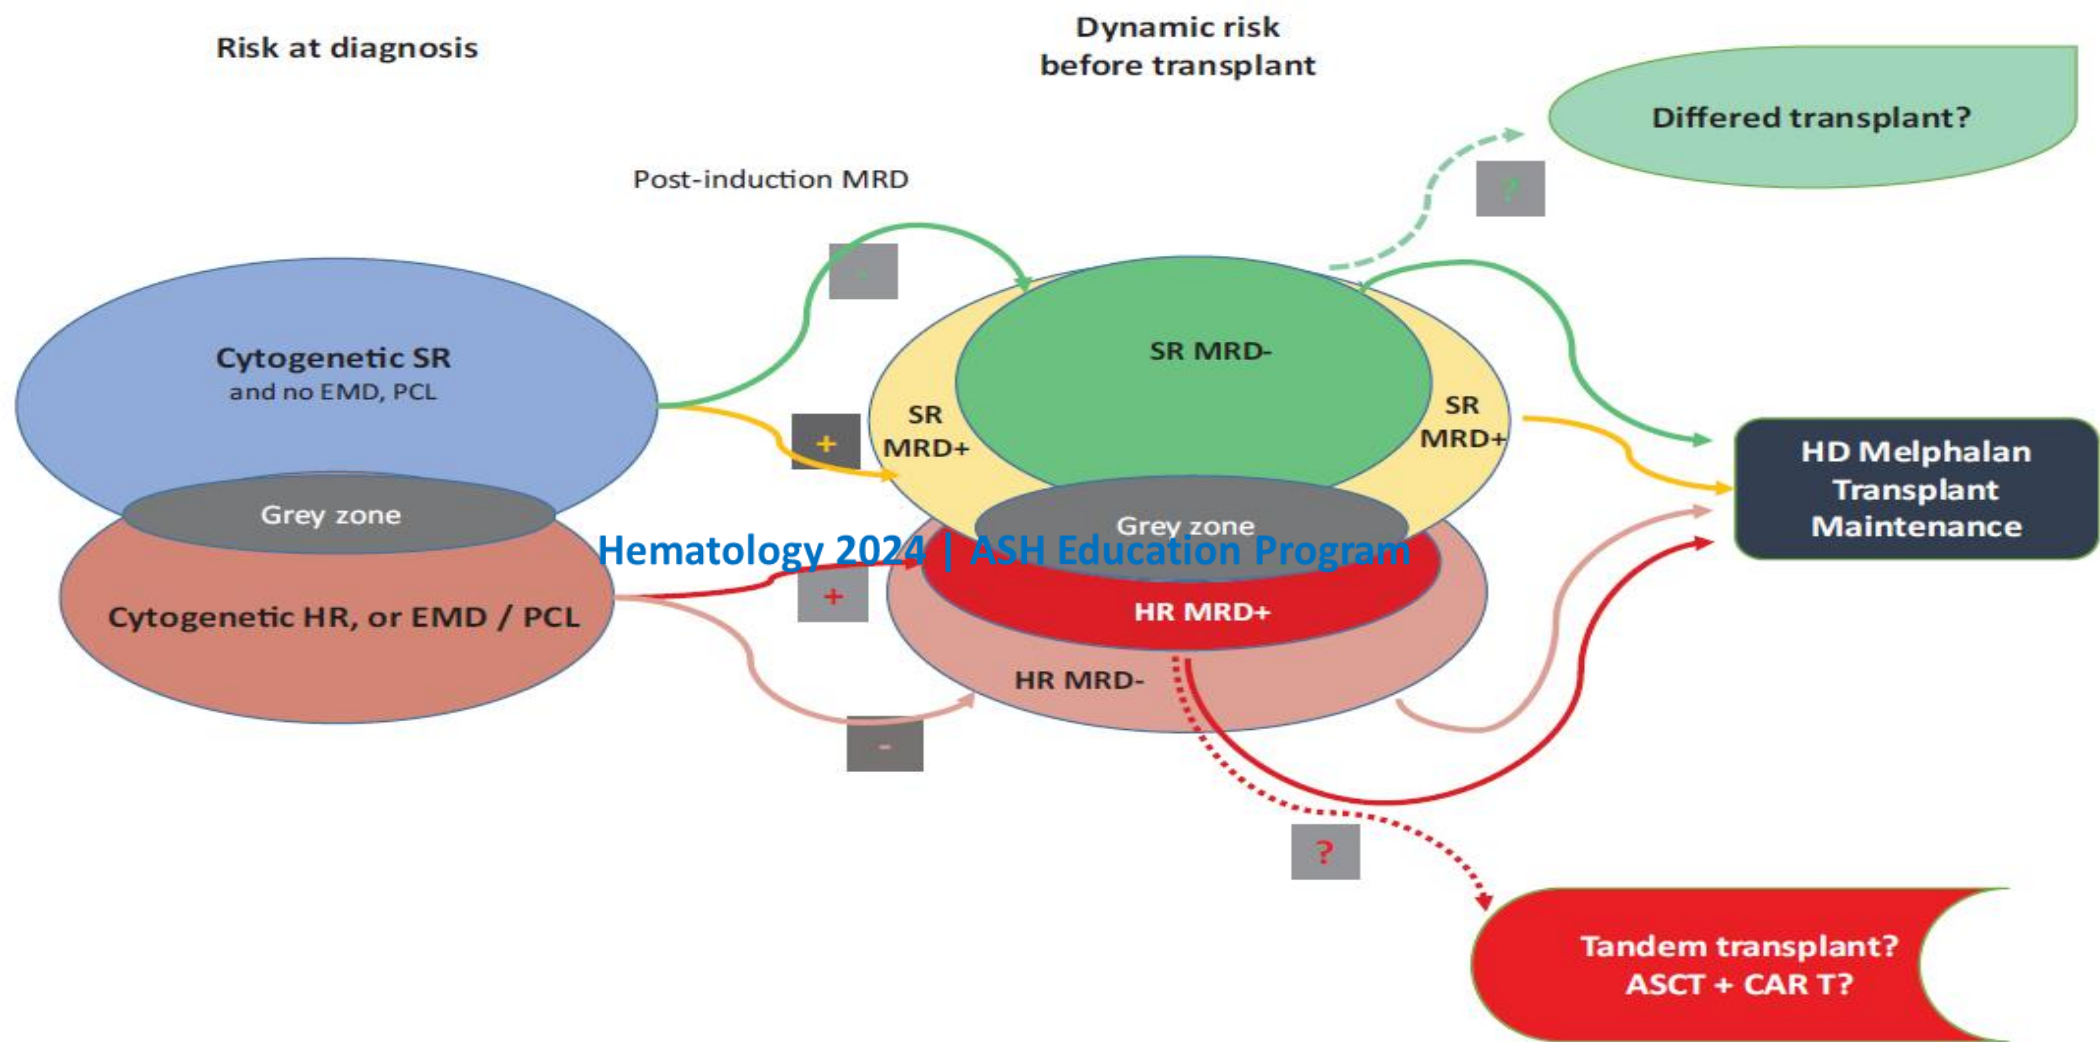 Risk at diagnosis
Dynamic risk
before transplant
Differed transplant?
Post-induction MRD
?
-
Cytogenetic SR
and no EMD, PCL
SR MRD-
SR
MRD+
SR
MRD+
+
HD Melphalan
Transplant
Maintenance
Grey zone
Grey zone
Hematology 2024 | ASH Education Program
+
Cytogenetic HR, or EMD / PCL
HR MRD+
HR MRD-
-
?
Tandem transplant?
ASCT + CAR T?